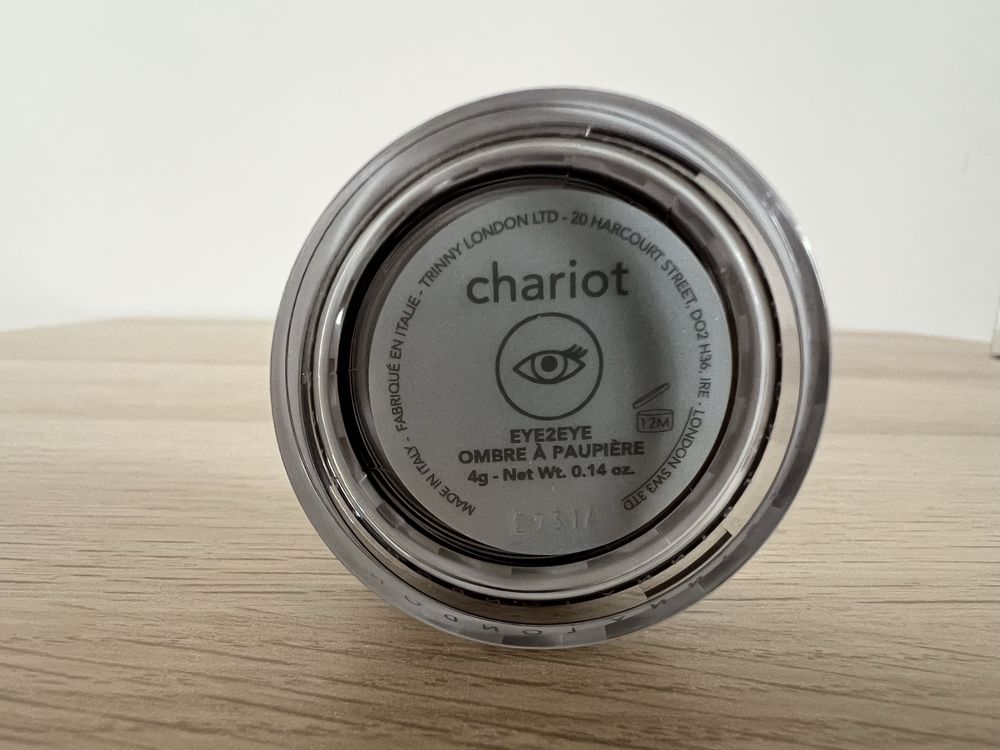 MADE IN ITALY - FABRIQUÉ EN ITALIE - TRINNY LONDON LTD - 20 HARCOURT STREET, DO2 H36, IRE · LONDON SW3 3TD
chariot
12M
EYE2EYE
OMBRE À PAUPIÈRE
4g - Net Wt. 0.14 oz.